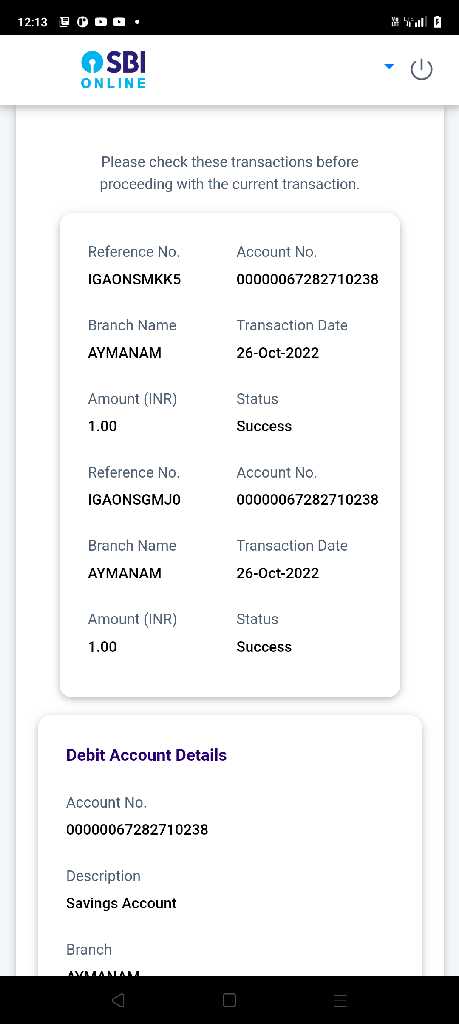 12:13
SBI
ONLINE
Please check these transactions before
proceeding with the current transaction.
Reference No. Account No.
IGAONSMKK5 00000067282710238
Branch Name Transaction Date
AYMANAM 26-Oct-2022
Amount (INR) Status
1.00 Success
Reference No. Account No.
IGAONSGMJ0 00000067282710238
Branch Name Transaction Date
AYMANAM 26-Oct-2022
Amount (INR) Status
1.00 Success
Debit Account Details
Account No.
00000067282710238
Description
Savings Account
Branch
AYMANAM